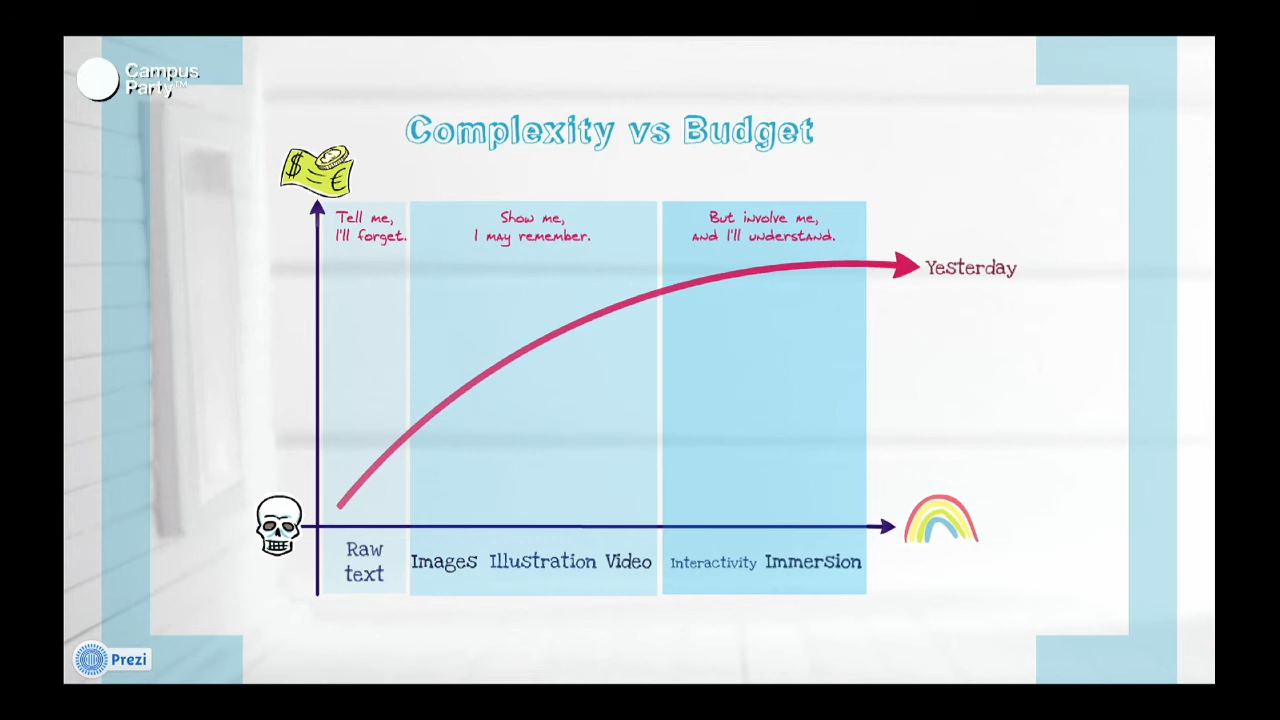 Campus
Party™
Complexity vs Budget
$ €
Tell me,
I'll forget.
Show me,
I may remember.
But involve me,
and I'll understand.
Yesterday
Raw
text
Images Illustration Video
Interactivity Immersion
Prezi